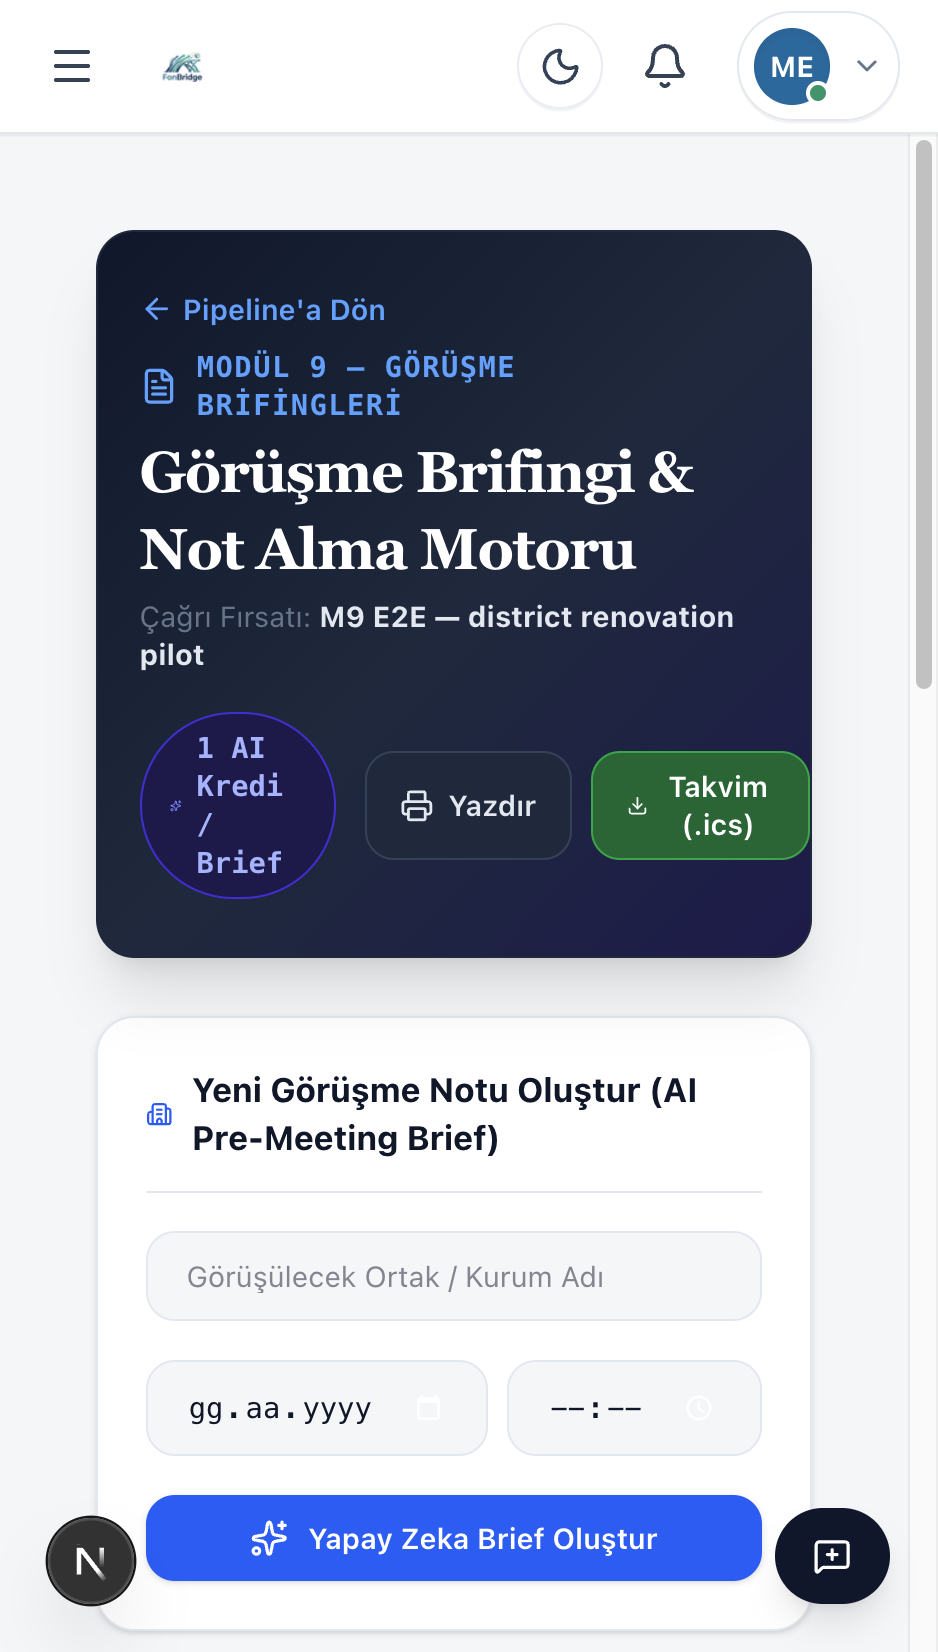 FonBridge
ME
Pipeline'a Dön
MODÜL 9 — GÖRÜŞME
BRİFİNGLERİ
Görüşme Brifingi &
Not Alma Motoru
Çağrı Fırsatı: M9 E2E — district renovation
pilot
1 AI
Kredi
/
Brief
Yazdır
Takvim
(.ics)
Yeni Görüşme Notu Oluştur (AI
Pre-Meeting Brief)
Görüşülecek Ortak / Kurum Adı
gg.aa.yyyy
--:--
Yapay Zeka Brief Oluştur
N